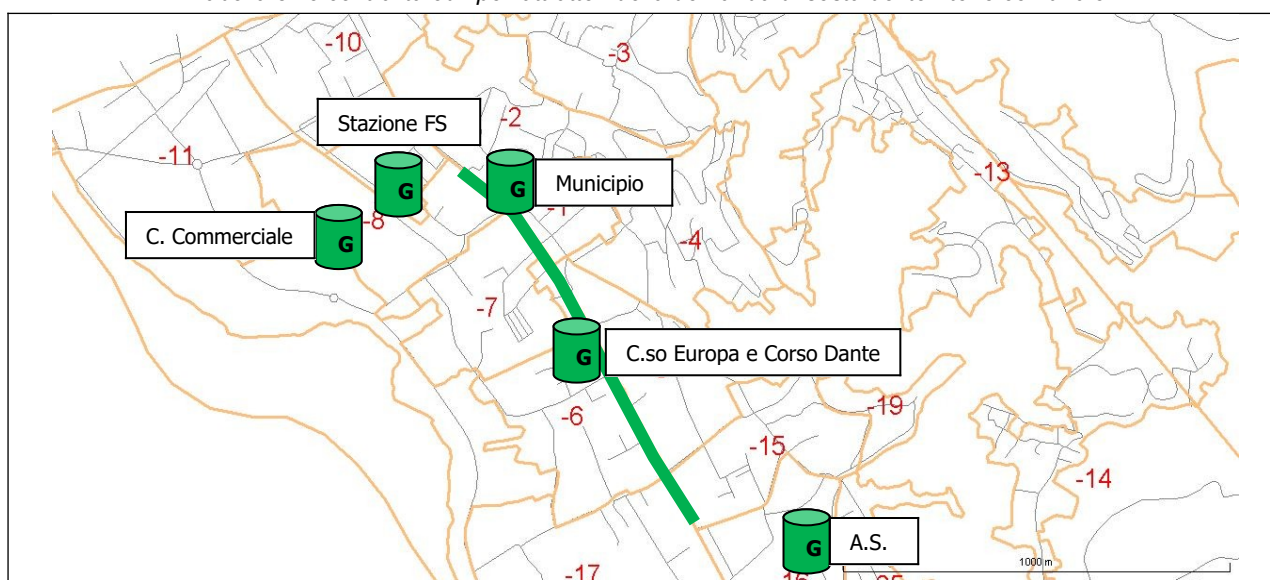 -10
-3
Stazione FS
-2
-11
G
G
Municipio
-13
C. Commerciale
G
-8
-4
-7
G
C.so Europa e Corso Dante
-6
-19
-15
-14
G
A.S.
1000 m
-17